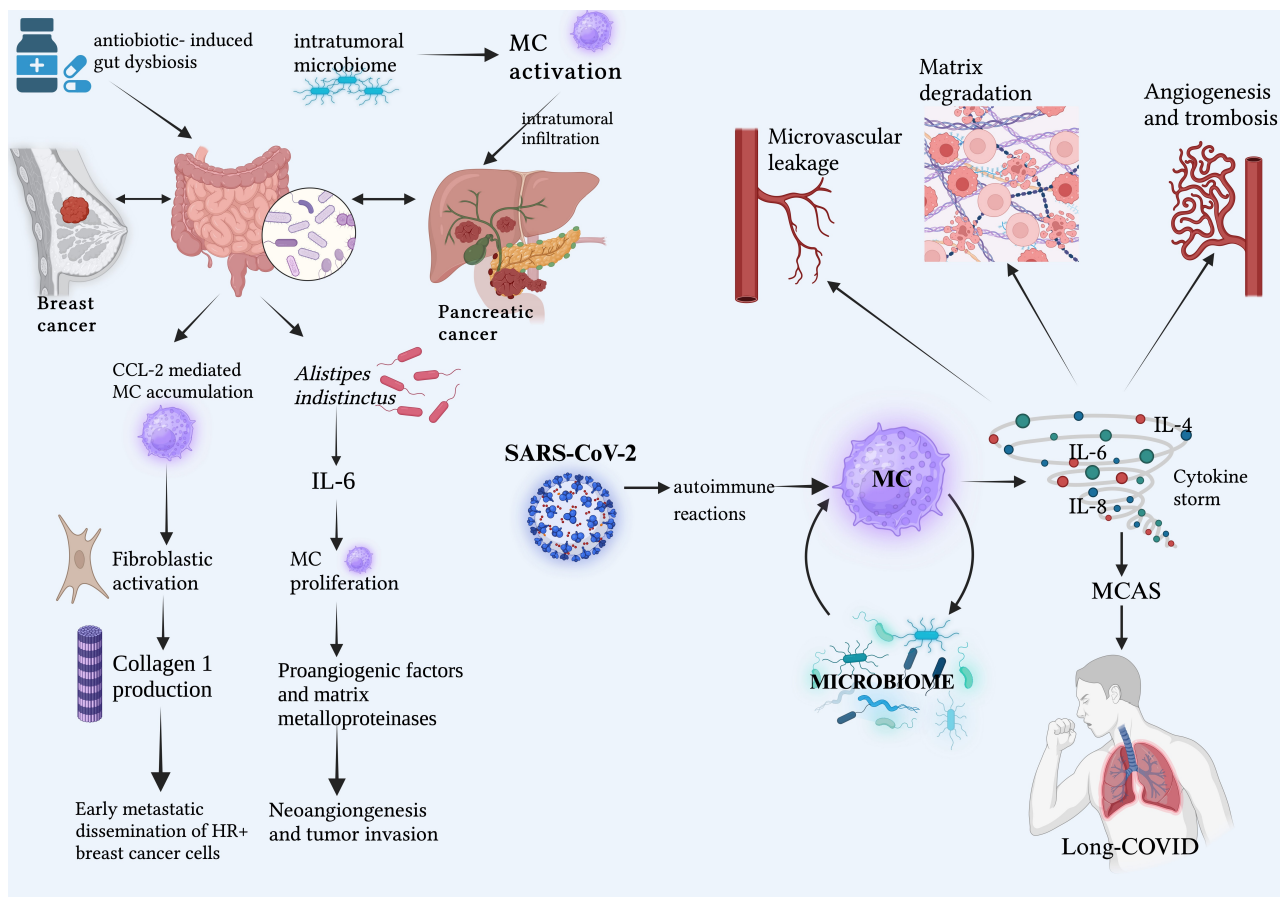 antiobiotic- induced
gut dysbiosis
intratumoral
microbiome
MC
activation
intratumoral
infiltration
Breast
cancer
Pancreatic
cancer
CCL-2 mediated
MC accumulation
Alistipes
indistinctus
IL-6
Fibroblastic
activation
MC
proliferation
Collagen 1
production
Proangiogenic factors
and matrix
metalloproteinases
Early metastatic
dissemination of HR+
breast cancer cells
Neoangiongenesis
and tumor invasion
Microvascular
leakage
Matrix
degradation
Angiogenesis
and trombosis
SARS-CoV-2
autoimmune
reactions
MC
IL-4
IL-6
IL-8
Cytokine
storm
MICROBIOME
MCAS
Long-COVID